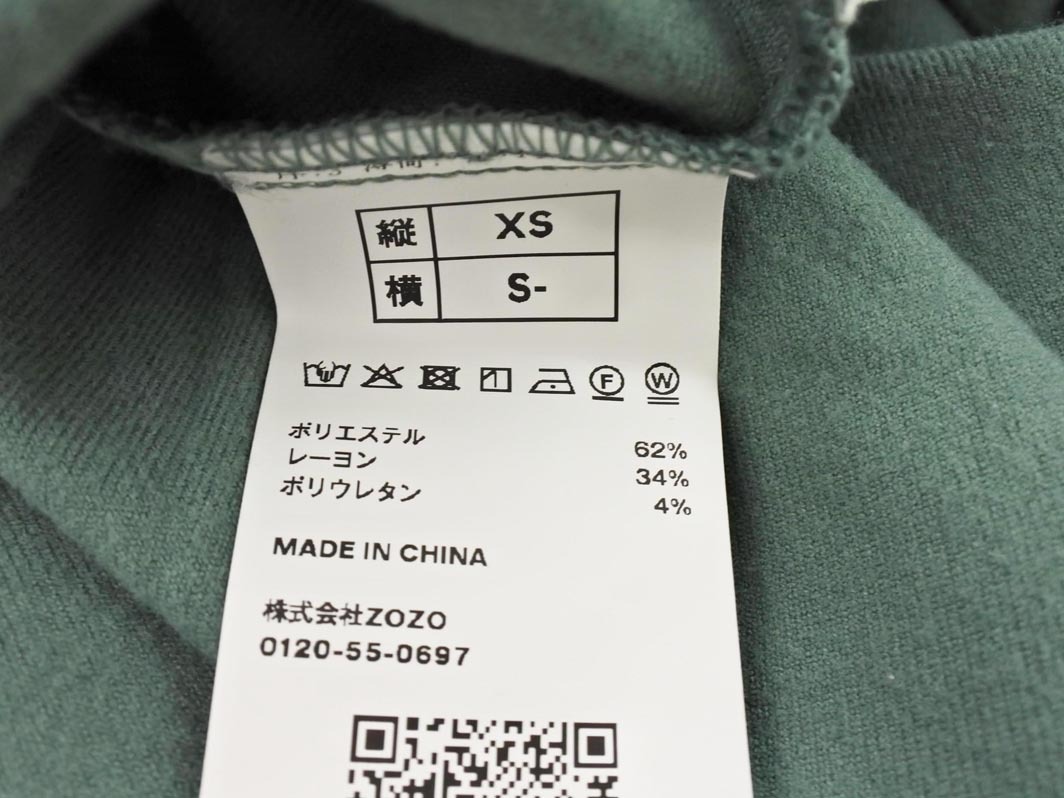 縦 XS
横 S-
F W
ポリエステル 62%
レーヨン 34%
ポリウレタン 4%
MADE IN CHINA
株式会社ZOZO
0120-55-0697